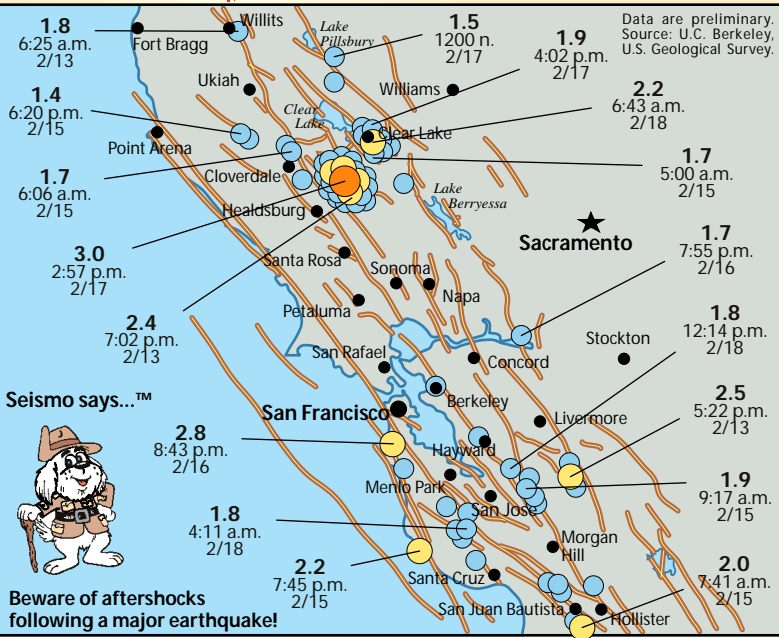 1.8
6:25 a.m.
2/13
Fort Bragg
Willits
Lake
Pillsbury
1.5
1200 n.
2/17
1.9
4:02 p.m.
2/17
Data are preliminary.
Source: U.C. Berkeley,
U.S. Geological Survey.
Ukiah
Williams
1.4
6:20 p.m.
2/15
Clear
Lake
Clear Lake
2.2
6:43 a.m.
2/18
Point Arena
1.7
6:06 a.m.
2/15
Cloverdale
1.7
5:00 a.m.
2/15
Lake
Berryessa
Healdsburg
Sacramento
3.0
2:57 p.m.
2/17
Santa Rosa
Sonoma
Napa
1.7
7:55 p.m.
2/16
2.4
7:02 p.m.
2/13
Petaluma
1.8
12:14 p.m.
2/18
San Rafael
Concord
Stockton
Seismo says...™
San Francisco
Berkeley
Livermore
2.5
5:22 p.m.
2/13
2.8
8:43 p.m.
2/16
Hayward
Menlo Park
San Jose
1.9
9:17 a.m.
2/15
1.8
4:11 a.m.
2/18
Morgan
Hill
2.2
7:45 p.m.
2/15
Santa Cruz
2.0
7:41 a.m.
2/15
San Juan Bautista
Hollister
Beware of aftershocks
following a major earthquake!